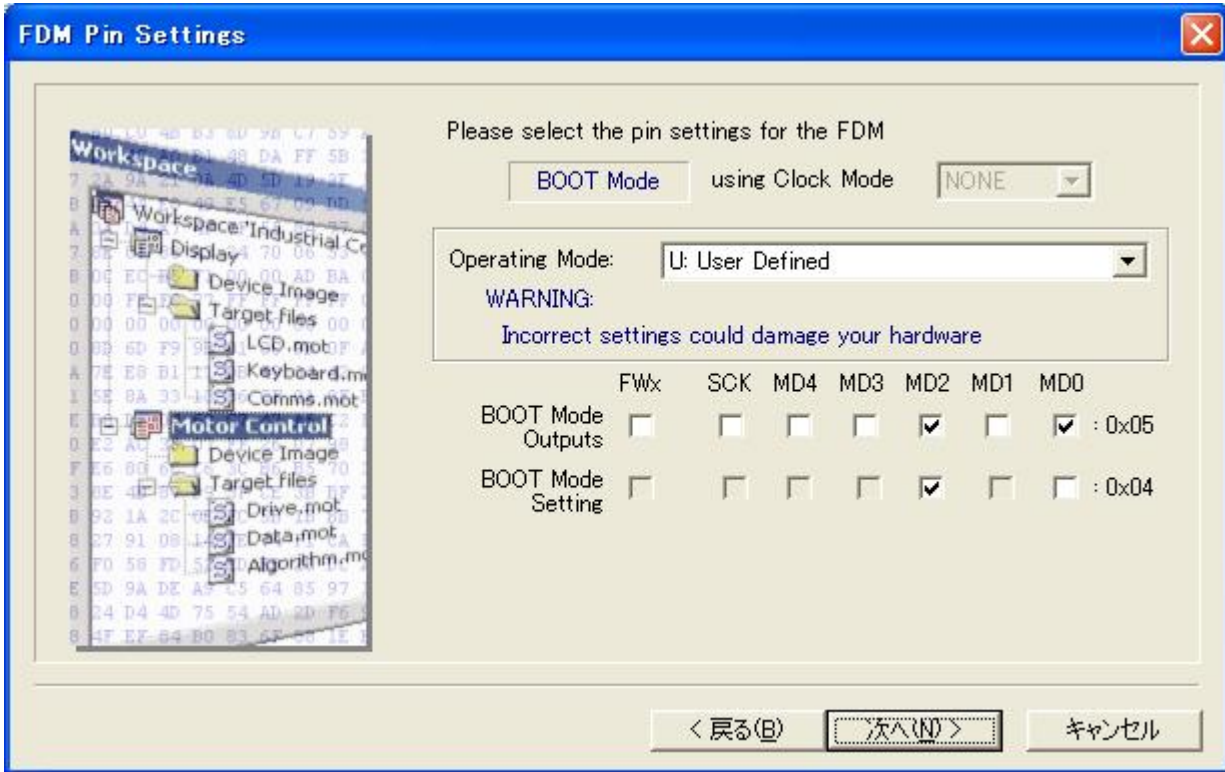 FDM Pin Settings
Please select the pin settings for the FDM
BOOT Mode using Clock Mode NONE
Operating Mode: U: User Defined
WARNING:
Incorrect settings could damage your hardware
FWx SCK MD4 MD3 MD2 MD1 MD0
BOOT Mode
Outputs : 0x05
BOOT Mode
Setting : 0x04
Workspace
Workspace 'Industrial Co
Display
Device Image
Target files
LCD.mot
Keyboard.m
Comms.mot
Motor Control
Device Image
Target files
Drive.mot
Data.mot
Algorithm.mo
< 戻る(B) 次へ(N) > キャンセル